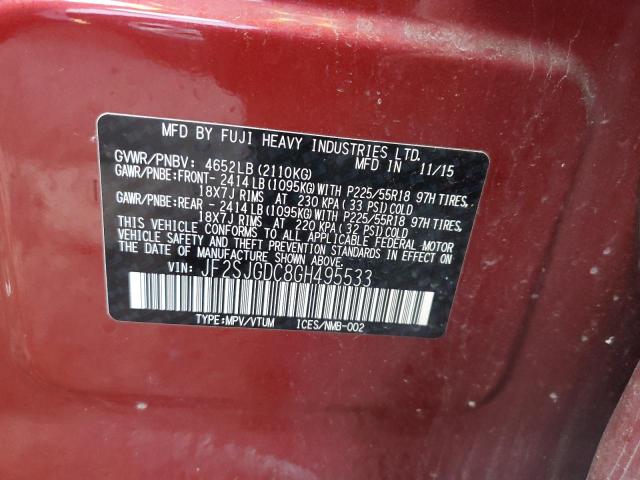 MFD BY FUJI HEAVY INDUSTRIES LTD.
GVWR/PNBV: 4652LB (2110KG) MFD IN 11/15
GAWR/PNBE:FRONT- 2414LB(1095KG)WITH P225/55R18 97H TIRES,
18X7J RIMS AT 230 KPA(33 PSI)COLD
GAWR/PNBE:REAR - 2414LB(1095KG)WITH P225/55R18 97H TIRES,
18X7J RIMS AT 220 KPA(32 PSI)COLD
THIS VEHICLE CONFORMS TO ALL APPLICABLE FEDERAL MOTOR
VEHICLE SAFETY AND THEFT PREVENTION STANDARDS IN EFFECT ON
THE DATE OF MANUFACTURE SHOWN ABOVE.
VIN: JF2SJGDC8GH495533
TYPE:MPV/VTUM ICES/NMB-002